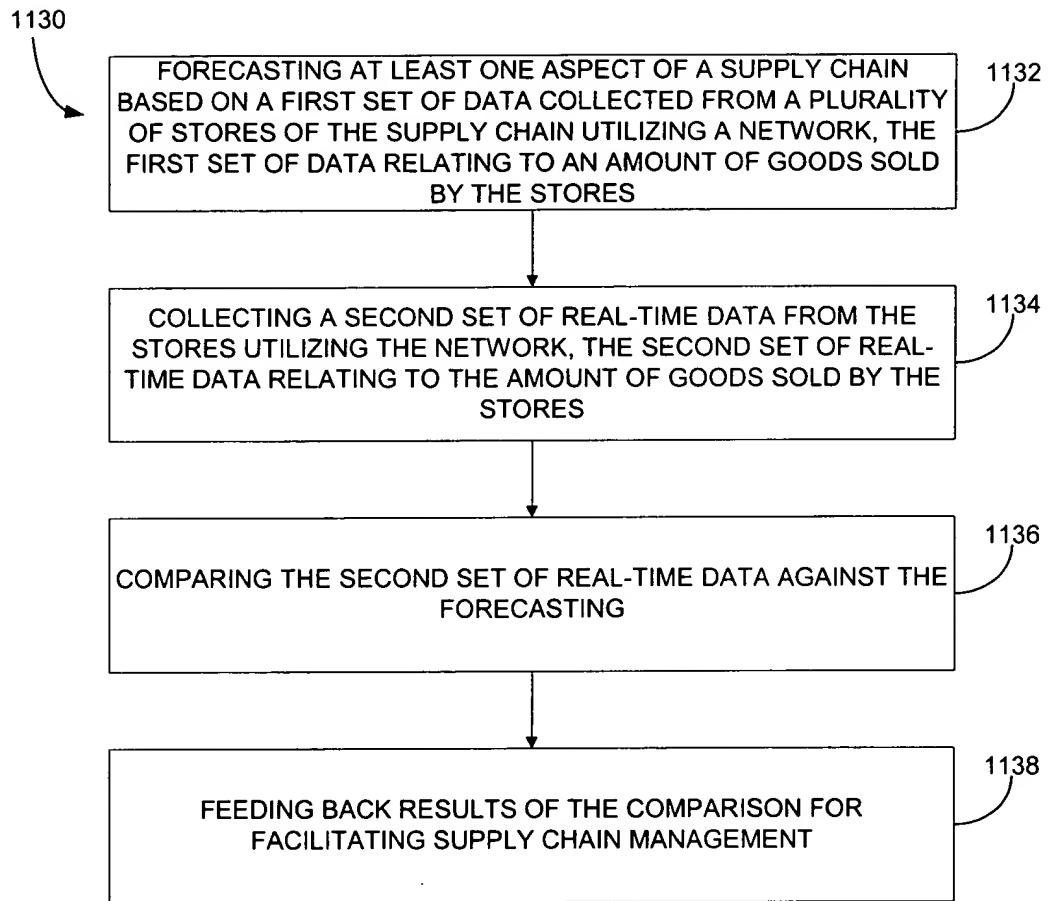 1130
FORECASTING AT LEAST ONE ASPECT OF A SUPPLY CHAIN
BASED ON A FIRST SET OF DATA COLLECTED FROM A PLURALITY
OF STORES OF THE SUPPLY CHAIN UTILIZING A NETWORK, THE
FIRST SET OF DATA RELATING TO AN AMOUNT OF GOODS SOLD
BY THE STORES
1132
COLLECTING A SECOND SET OF REAL-TIME DATA FROM THE
STORES UTILIZING THE NETWORK, THE SECOND SET OF REAL-
TIME DATA RELATING TO THE AMOUNT OF GOODS SOLD BY THE
STORES
1134
COMPARING THE SECOND SET OF REAL-TIME DATA AGAINST THE
FORECASTING
1136
FEEDING BACK RESULTS OF THE COMPARISON FOR
FACILITATING SUPPLY CHAIN MANAGEMENT
1138